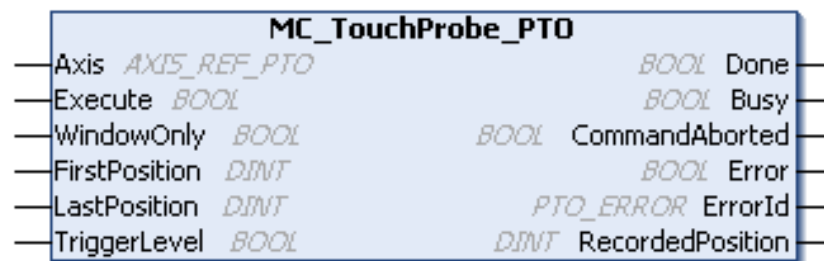 MC_TouchProbe_PTO
Axis AXIS_REF_PTO BOOL Done
Execute BOOL BOOL Busy
WindowOnly BOOL BOOL CommandAborted
FirstPosition DINT BOOL Error
LastPosition DINT PTO_ERROR ErrorId
TriggerLevel BOOL DINT RecordedPosition